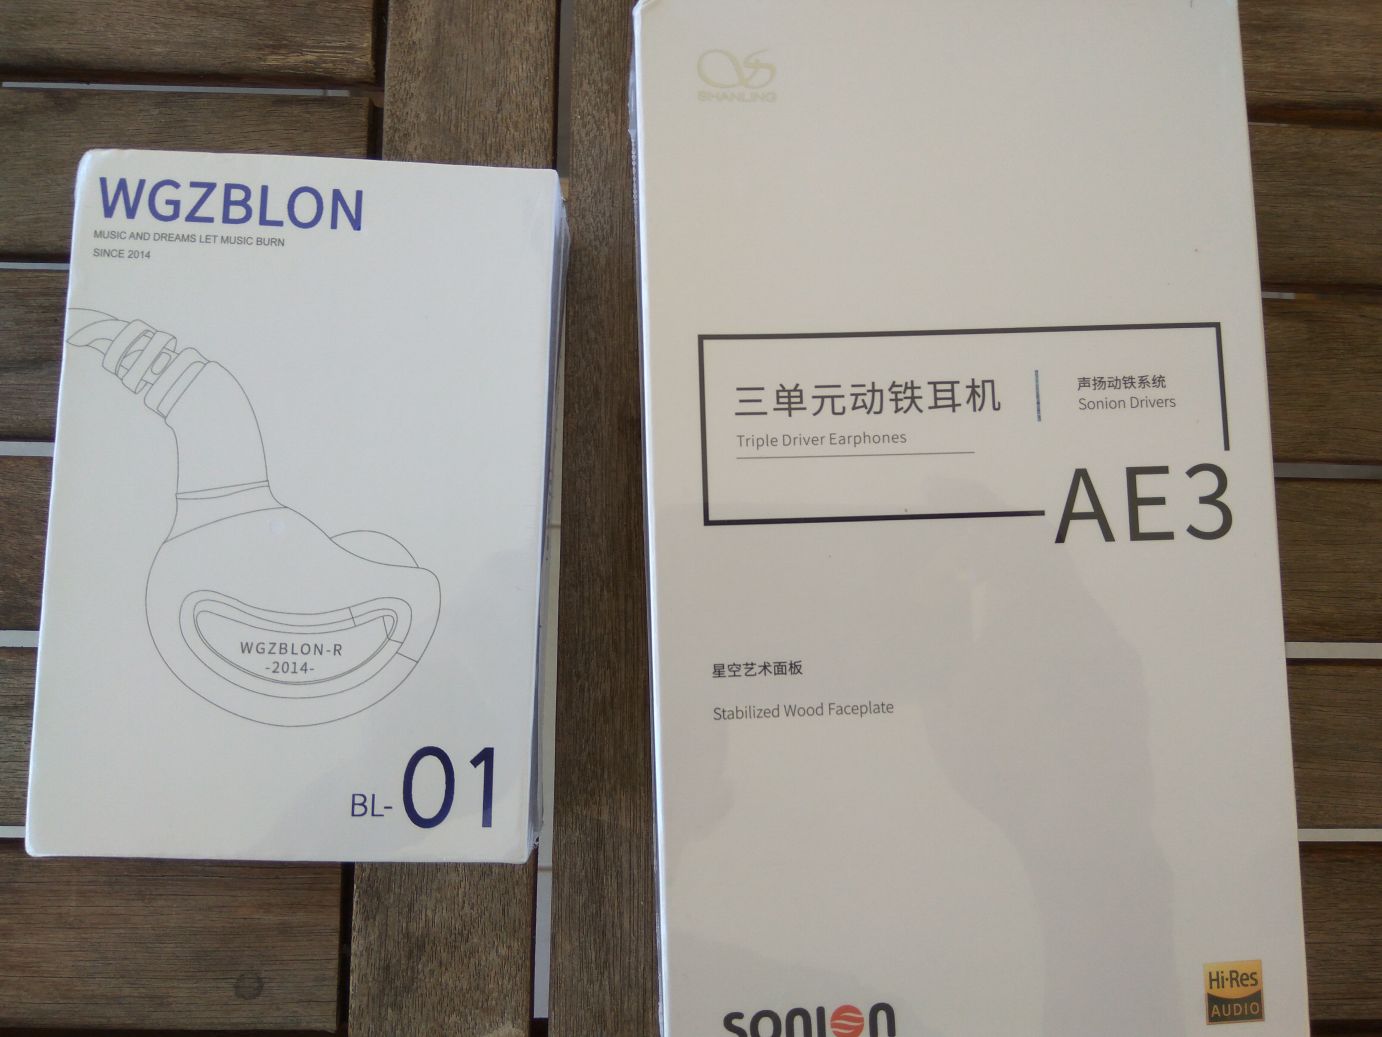 WGZBLON
MUSIC AND DREAMS LET MUSIC BURN
SINCE 2014
WGZBLON-R
-2014-
BL-01
SHANLING
三单元动铁耳机
Triple Driver Earphones
声扬动铁系统
Sonion Drivers
AE3
星空艺术面板
Stabilized Wood Faceplate
sonion
Hi-Res
AUDIO